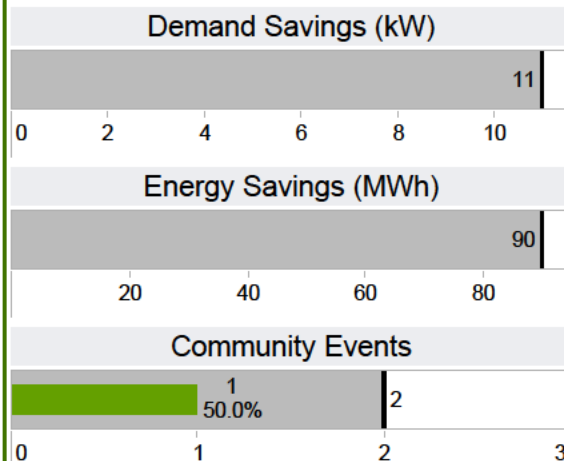 Demand Savings (kW)
11
0 2 4 6 8 10
Energy Savings (MWh)
90
20 40 60 80
Community Events
1
50.0%
2
0 1 2 3